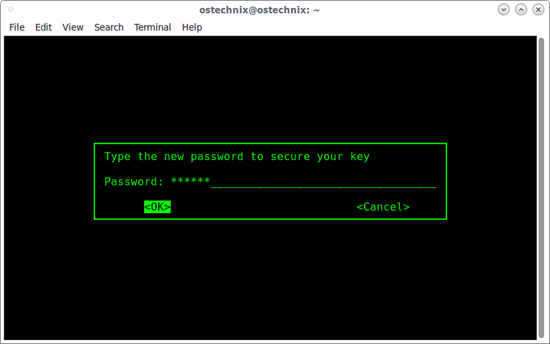 ostechnix@ostechnix: ~
File Edit View Search Terminal Help
Type the new password to secure your key
Password: ******__________________________________
<OK> <Cancel>